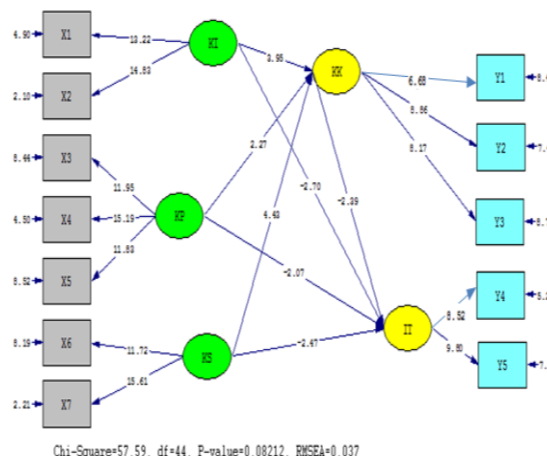 4.90
X1
13.22
KI
3.95
KK
6.68
Y1
2.10
X2
14.83
8.86
Y2
8.44
X3
11.95
2.27
-2.70
-2.39
8.17
4.50
X4
15.19
KP
4.43
Y3
8.52
X5
11.83
-2.07
8.52
Y4
8.19
X6
11.72
KS
-2.47
IT
9.80
Y5
2.21
X7
15.61
Chi-Square=57.59, df=44, P-value=0.08212, RMSEA=0.037